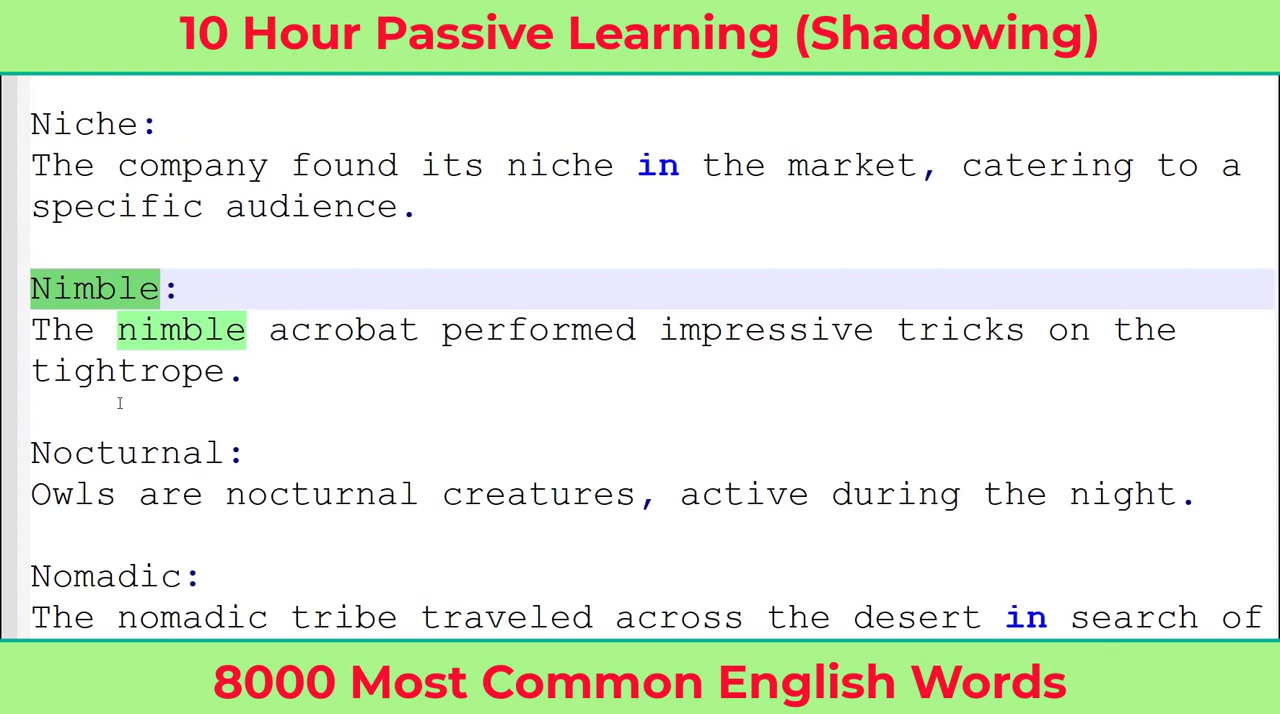 10 Hour Passive Learning (Shadowing)
Niche:
The company found its niche in the market, catering to a
specific audience.
Nimble:
The nimble acrobat performed impressive tricks on the
tightrope.
Nocturnal:
Owls are nocturnal creatures, active during the night.
Nomadic:
The nomadic tribe traveled across the desert in search of
8000 Most Common English Words